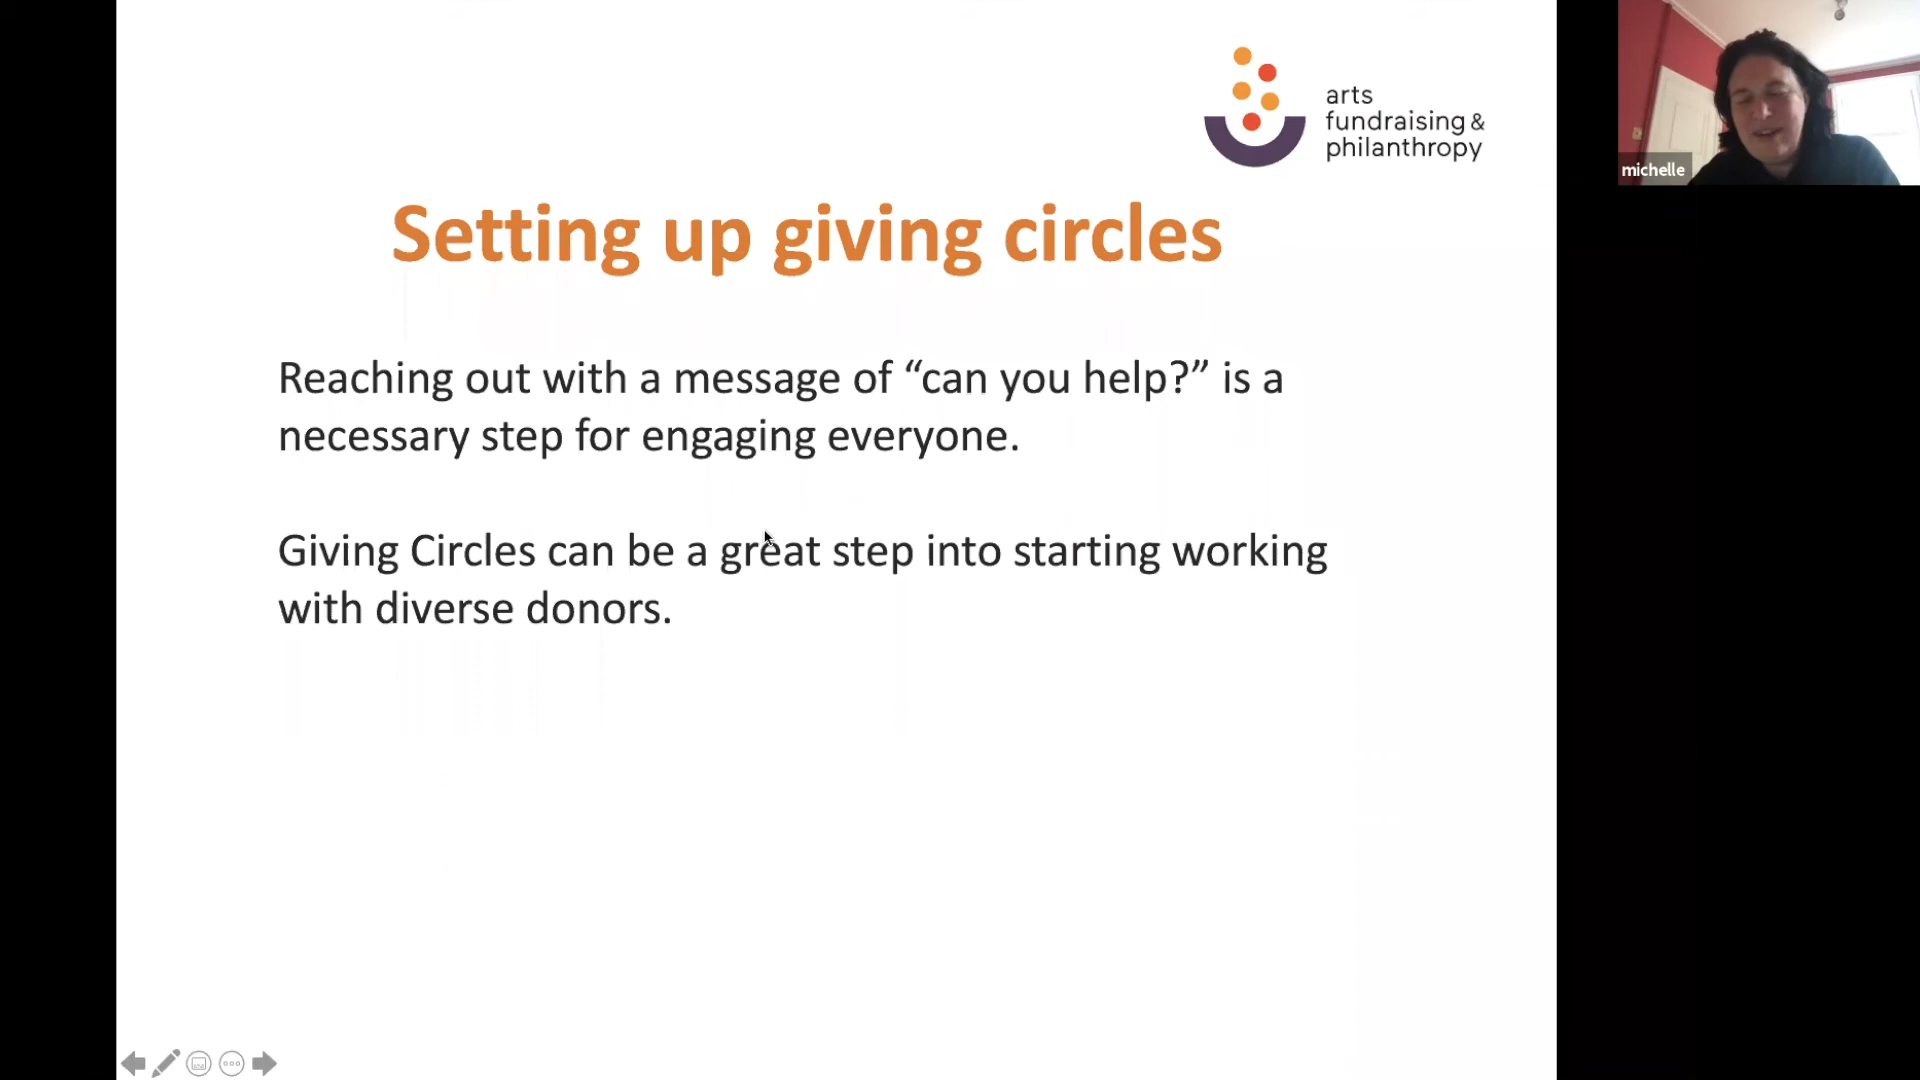 arts
fundraising &
philanthropy
michelle
Setting up giving circles
Reaching out with a message of “can you help?” is a
necessary step for engaging everyone.
Giving Circles can be a great step into starting working
with diverse donors.